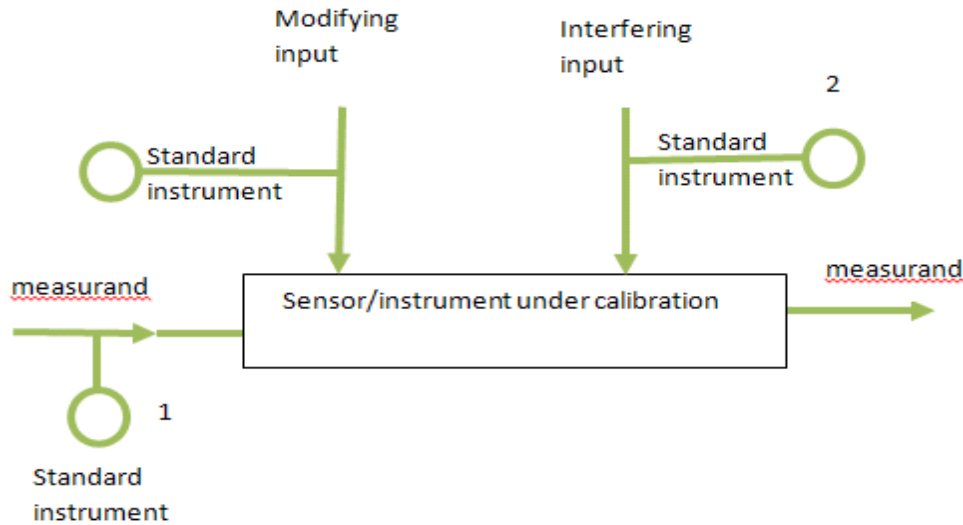 Modifying
input
Interfering
input
2
Standard
instrument
Standard
instrument
measurand
measurand
Sensor/instrument under calibration
1
Standard
instrument